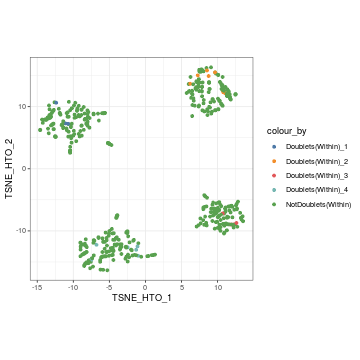 TSNE_HTO_2
10
0
-10
-15
-10
-5
0
5
10
TSNE_HTO_1
colour_by
Doublets(Within)_1
Doublets(Within)_2
Doublets(Within)_3
Doublets(Within)_4
NotDoublets(Within)